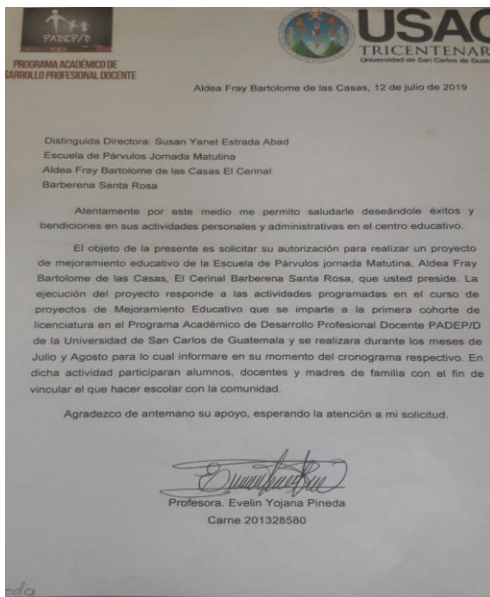 PADEP/D
PROGRAMA ACADÉMICO DE
SARROLLO PROFESIONAL DOCENTE
USAC
TRICENTENAR
Universidad de San Carlos de Guate
Aldea Fray Bartolome de las Casas, 12 de julio de 2019
Distinguida Directora: Susan Yanet Estrada Abad
Escuela de Párvulos Jornada Matutina
Aldea Fray Bartolome de las Casas El Cerinal
Barberena Santa Rosa
Atentamente por este medio me permito saludarle deseándole éxitos y
bendiciones en sus actividades personales y administrativas en el centro educativo.
El objeto de la presente es solicitar su autorización para realizar un proyecto
de mejoramiento educativo de la Escuela de Párvulos jornada Matutina, Aldea Fray
Bartolome de las Casas, El Cerinal Barberena Santa Rosa, que usted preside. La
ejecución del proyecto responde a las actividades programadas en el curso de
proyectos de Mejoramiento Educativo que se imparte a la primera cohorte de
licenciatura en el Programa Académico de Desarrollo Profesional Docente PADEP/D
de la Universidad de San Carlos de Guatemala y se realizara durante los meses de
Julio y Agosto para lo cual informare en su momento del cronograma respectivo. En
dicha actividad participaran alumnos, docentes y madres de familia con el fin de
vincular el que hacer escolar con la comunidad.
Agradezco de antemano su apoyo, esperando la atención a mi solicitud.
Profesora. Evelin Yojana Pineda
Carne 201328580